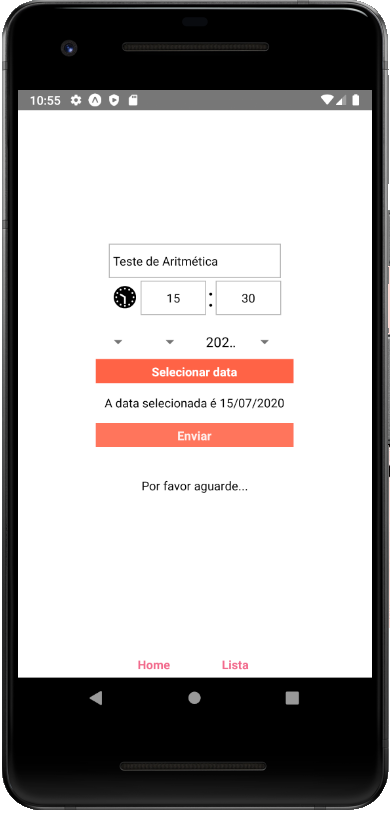 10:55
Teste de Aritmética
15 : 30
202..
Selecionar data
A data selecionada é 15/07/2020
Enviar
Por favor aguarde...
Home Lista